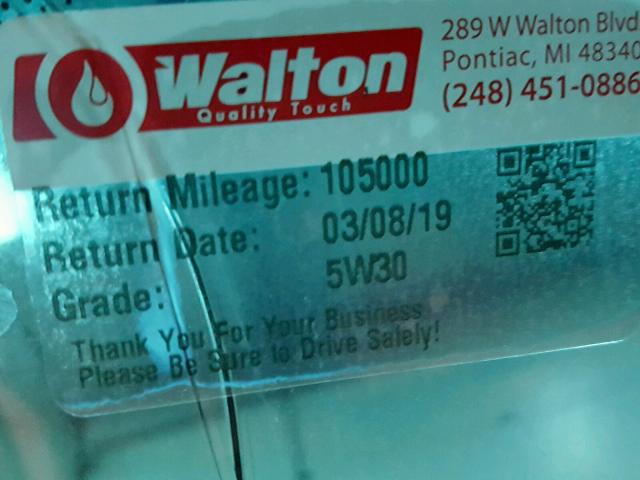 Walton
Quality Touch
289 W Walton Blvd
Pontiac, MI 48340
(248) 451-0886
Return Mileage: 105000
Return Date: 03/08/19
Grade: 5W30
Thank You For Your Business
Please Be Sure to Drive Safely!